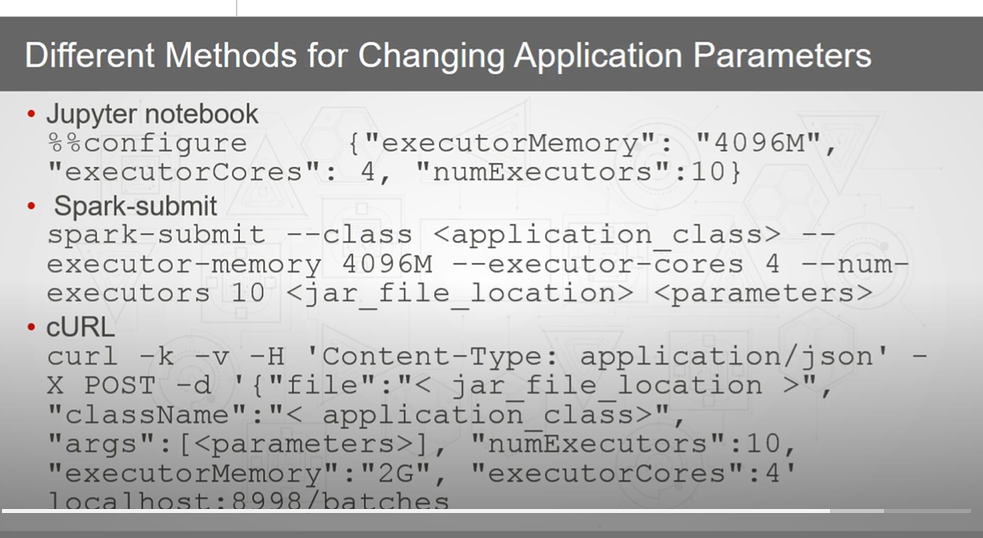 Different Methods for Changing Application Parameters
• Jupyter notebook
%%configure {"executorMemory": "4096M",
"executorCores": 4, "numExecutors":10}
• Spark-submit
spark-submit --class <application_class> --
executor-memory 4096M --executor-cores 4 --num-
executors 10 <jar_file_location> <parameters>
• cURL
curl -k -v -H 'Content-Type: application/json' -
X POST -d '{"file":"< jar_file_location >",
"className":"< application_class>",
"args":[<parameters>], "numExecutors":10,
"executorMemory":"2G", "executorCores":4'
localhost:8998/batches